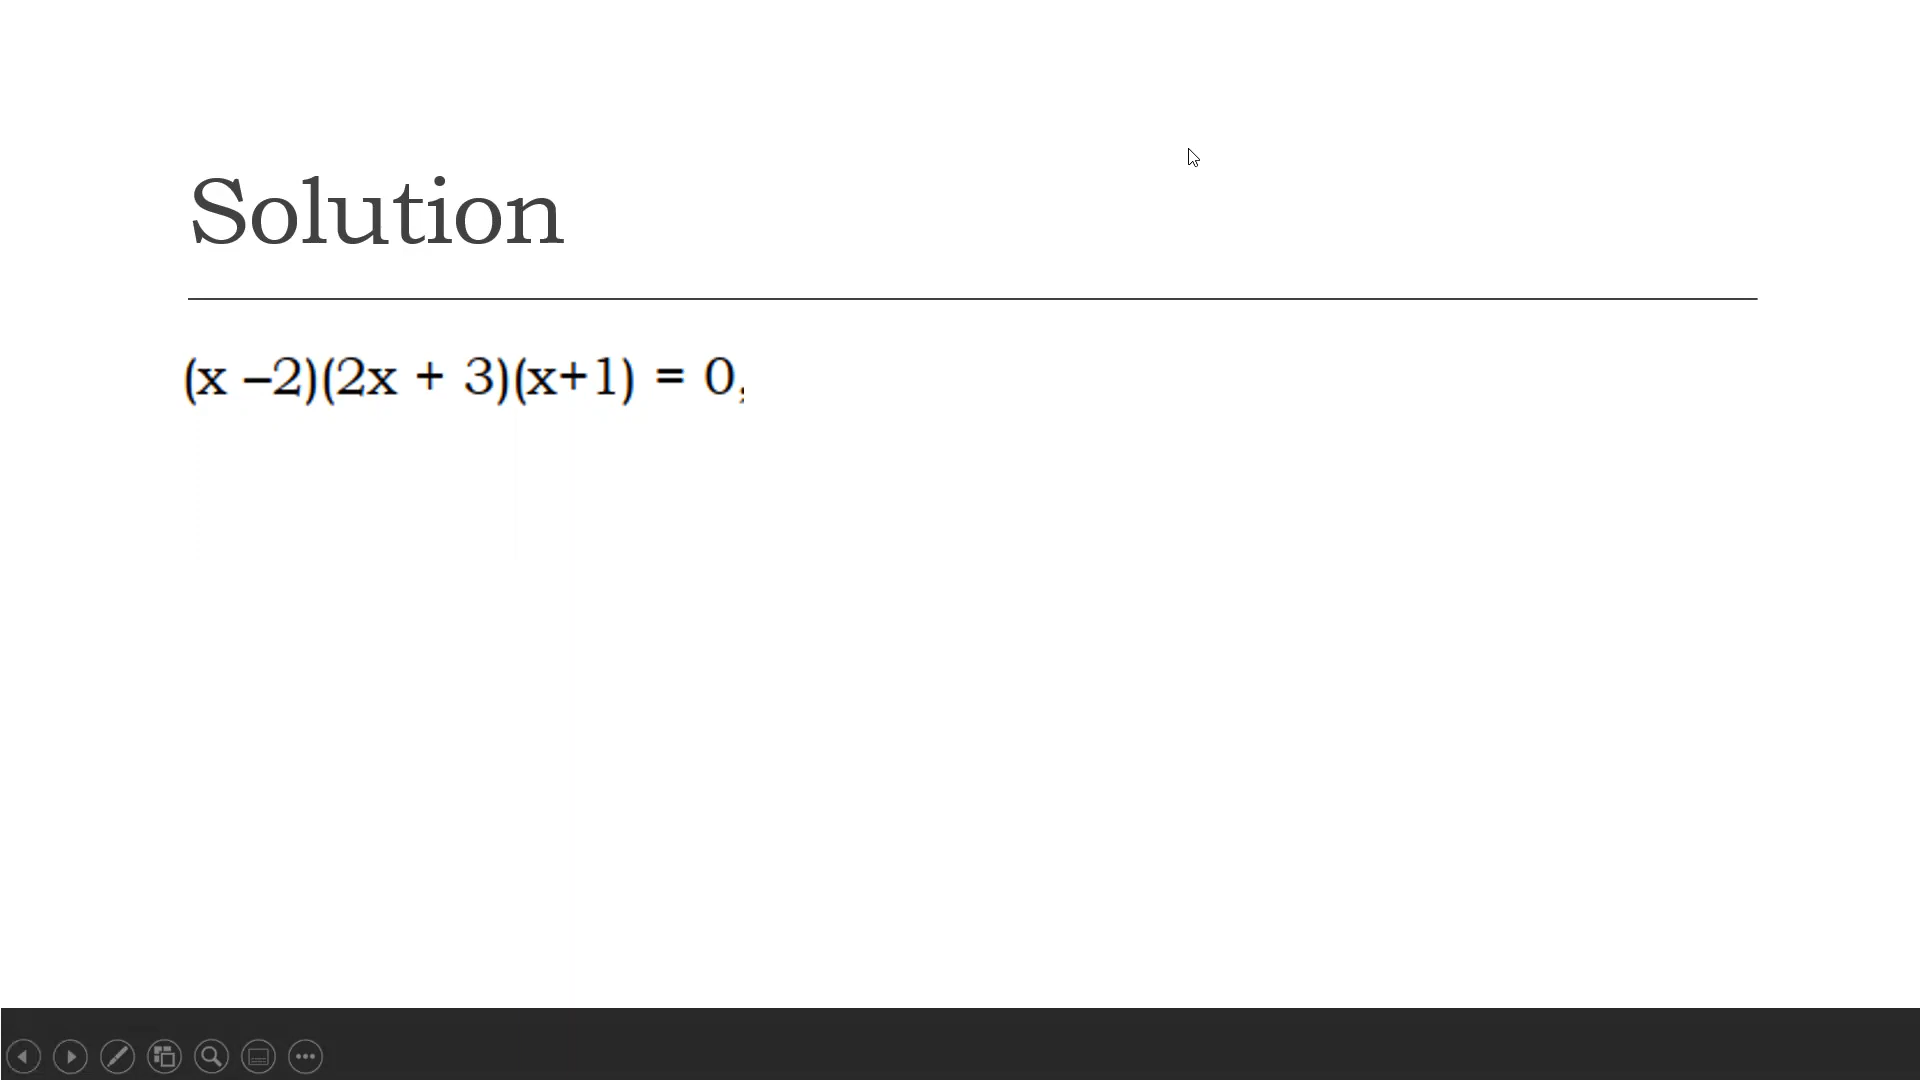 Solution
(x –2)(2x + 3)(x+1) = 0,